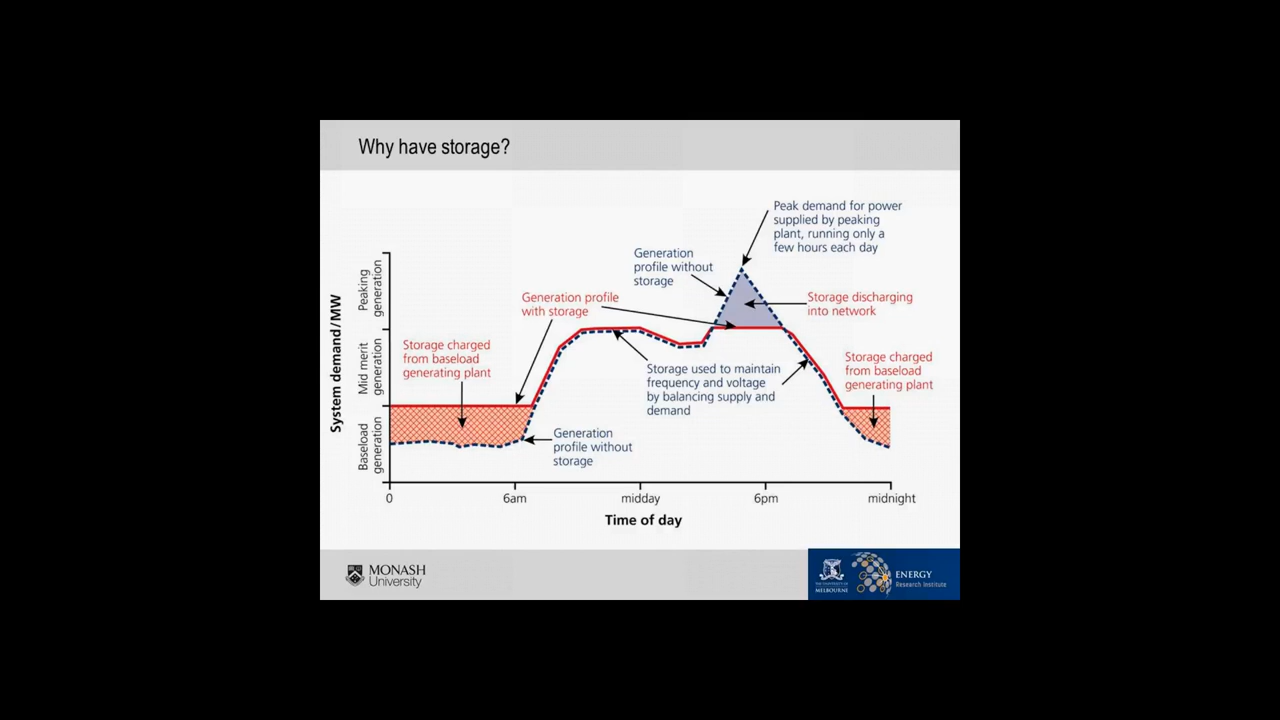 Why have storage?
Peak demand for power
supplied by peaking
plant, running only a
few hours each day
Generation
profile without
storage
Generation profile
with storage
Storage discharging
into network
Storage charged
from baseload
generating plant
Storage used to maintain
frequency and voltage
by balancing supply and
demand
Storage charged
from baseload
generating plant
Generation
profile without
storage
System demand/MW
Peaking
generation
Mid merit
generation
Baseload
generation
0
6am
midday
6pm
midnight
Time of day
MONASH
University
THE UNIVERSITY OF
MELBOURNE
ENERGY
Research Institute